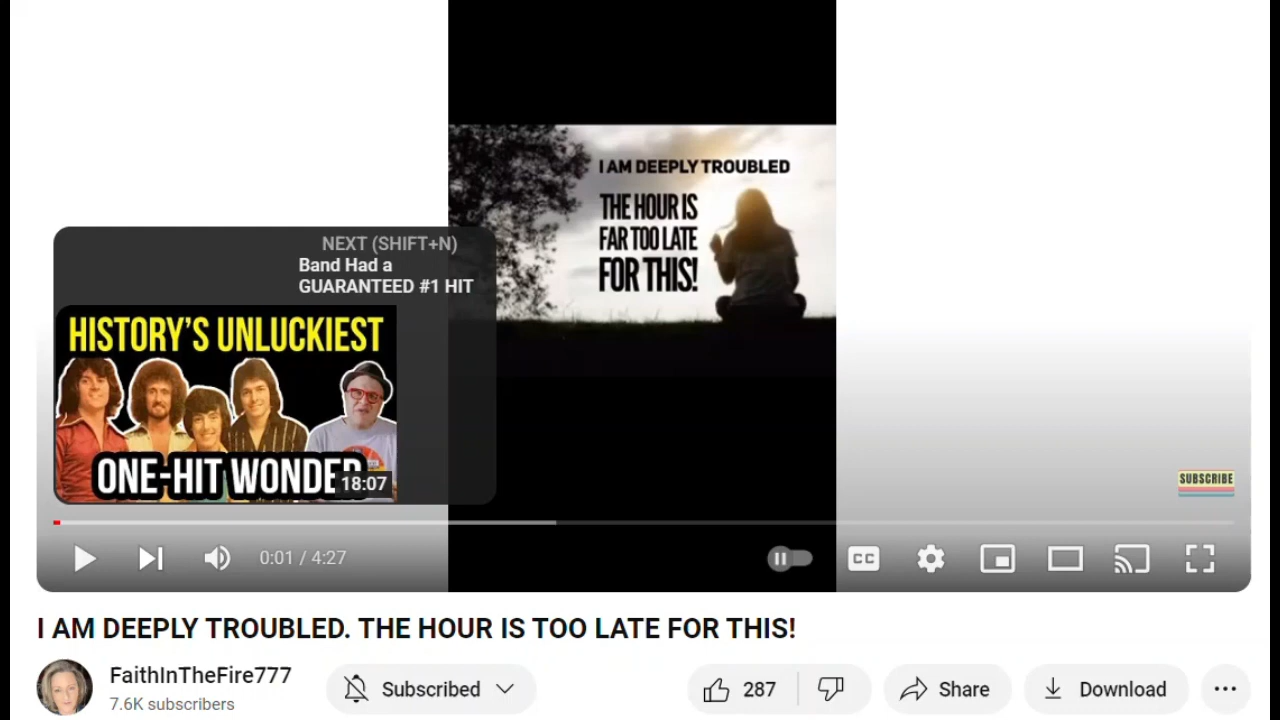 I AM DEEPLY TROUBLED
THE HOUR IS
FAR TOO LATE
FOR THIS!
NEXT (SHIFT+N)
Band Had a
GUARANTEED #1 HIT
HISTORY'S UNLUCKIEST
ONE-HIT WONDER
18:07
SUBSCRIBE
0:01 / 4:27
CC
I AM DEEPLY TROUBLED. THE HOUR IS TOO LATE FOR THIS!
FaithInTheFire777
7.6K subscribers
Subscribed
287
Share
Download